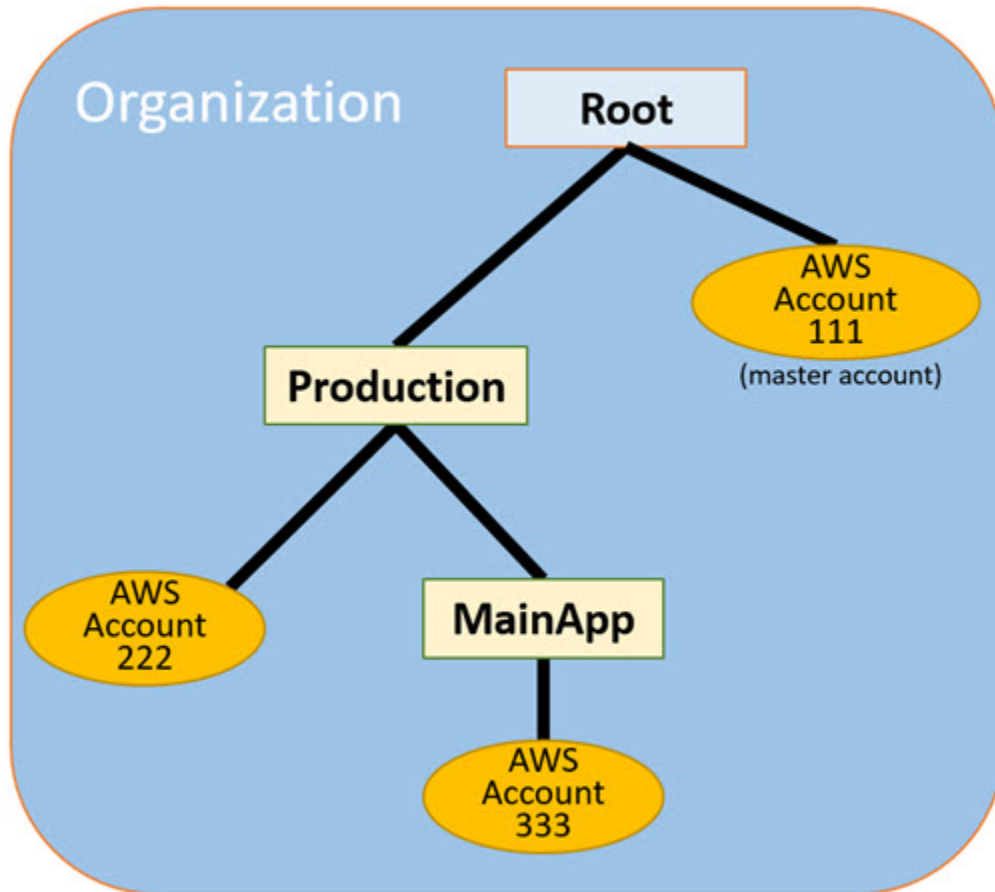 Organization
Root
AWS
Account
111
(master account)
Production
AWS
Account
222
MainApp
AWS
Account
333